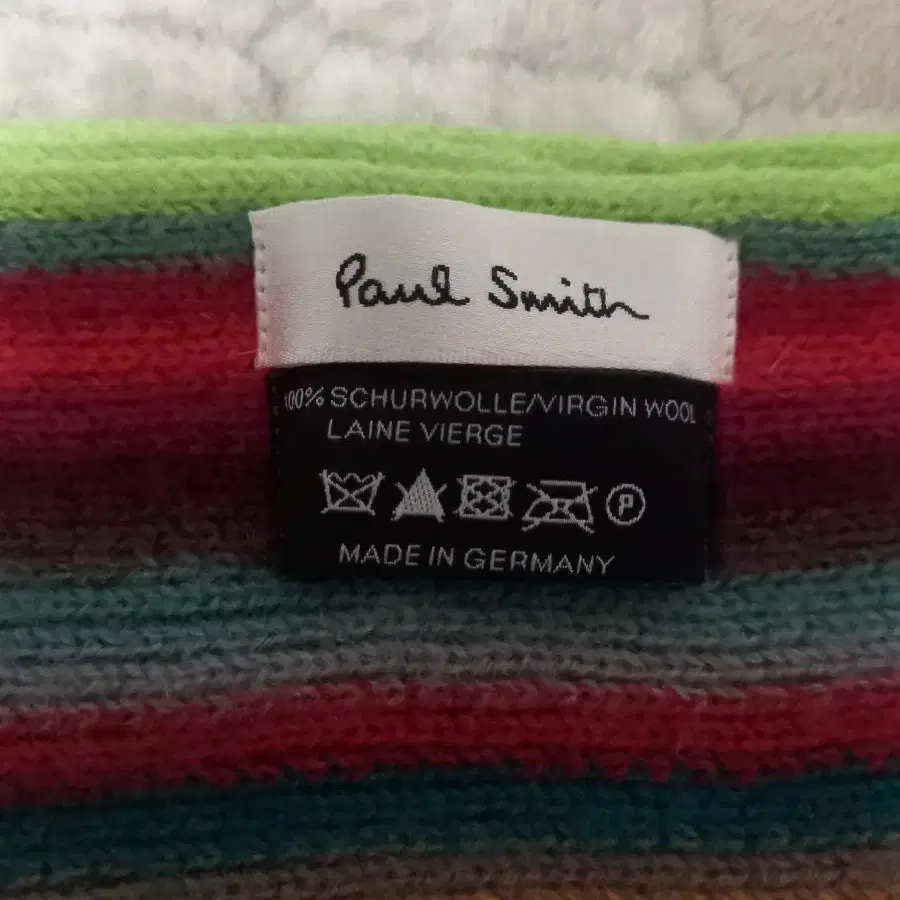 Paul Smith
100% SCHURWOLLE/VIRGIN WOOL
LAINE VIERGE
P
MADE IN GERMANY